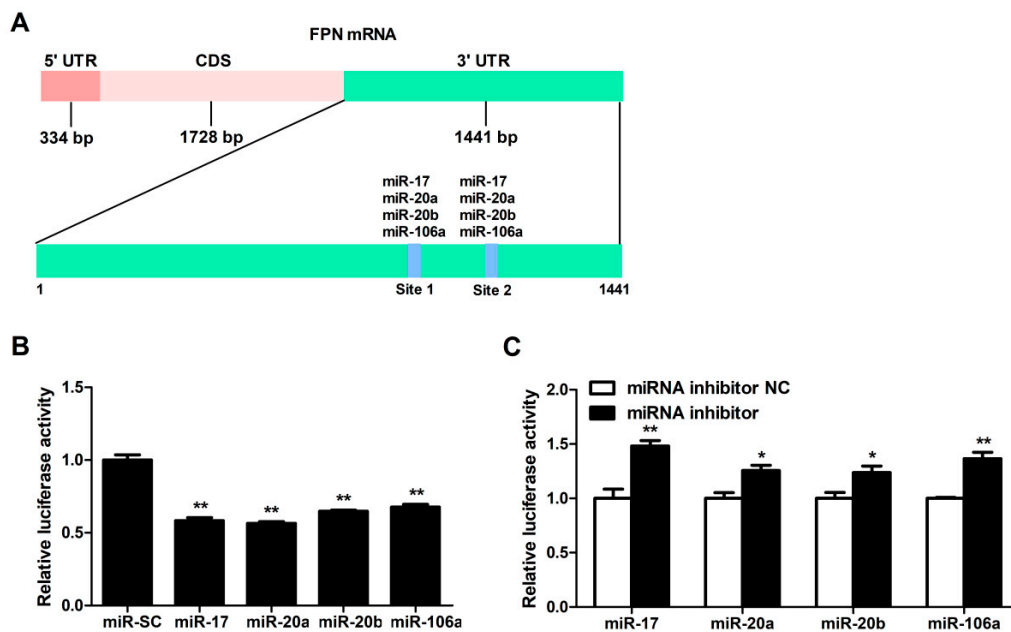 A
FPN mRNA
5' UTR CDS 3' UTR
334 bp 1728 bp 1441 bp
miR-17 miR-17
miR-20a miR-20a
miR-20b miR-20b
miR-106a miR-106a
Site 1 Site 2
1 1441
B
Relative luciferase activity
1.5
1.0
0.5
0.0
** ** ** **
miR-SC miR-17 miR-20a miR-20b miR-106a
C
Relative luciferase activity
2.0
1.5
1.0
0.5
0.0
miRNA inhibitor NC
miRNA inhibitor
** * * **
miR-17 miR-20a miR-20b miR-106a